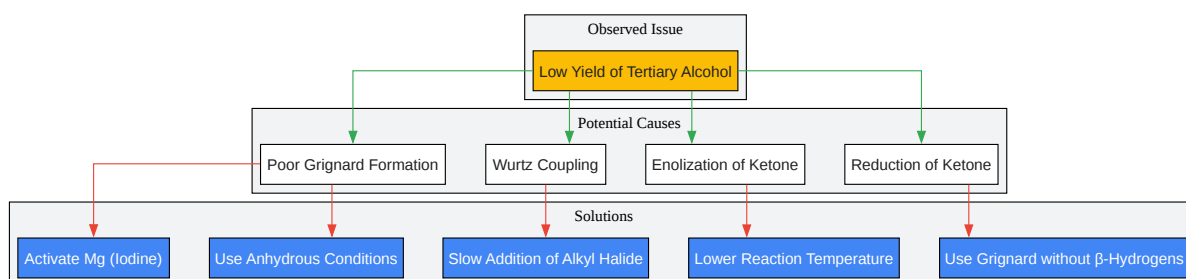 Observed Issue
Low Yield of Tertiary Alcohol
Potential Causes
Poor Grignard Formation
Wurtz Coupling
Enolization of Ketone
Reduction of Ketone
Solutions
Activate Mg (Iodine)
Use Anhydrous Conditions
Slow Addition of Alkyl Halide
Lower Reaction Temperature
Use Grignard without β-Hydrogens